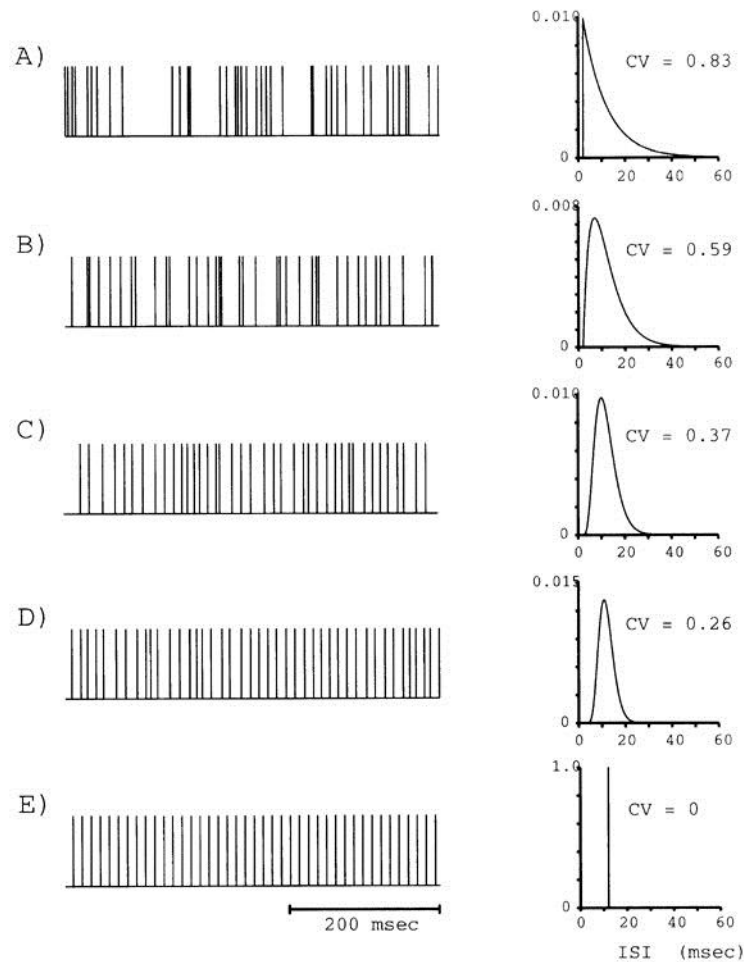 A)
0.010
CV = 0.83
0
0 20 40 60
B)
0.008
CV = 0.59
0
0 20 40 60
C)
0.010
CV = 0.37
0
0 20 40 60
D)
0.015
CV = 0.26
0
0 20 40 60
E)
1.0
CV = 0
0
0 20 40 60
200 msec
ISI (msec)